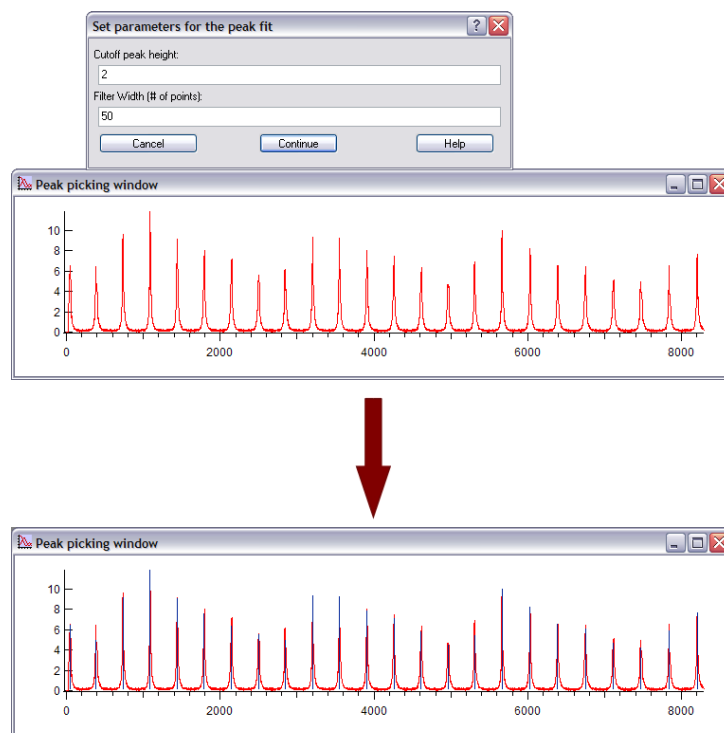 Set parameters for the peak fit
Cutoff peak height:
2
Filter Width (# of points):
50
Cancel Continue Help
Peak picking window
10
8
6
4
2
0
0 2000 4000 6000 8000
Peak picking window
10
8
6
4
2
0
0 2000 4000 6000 8000